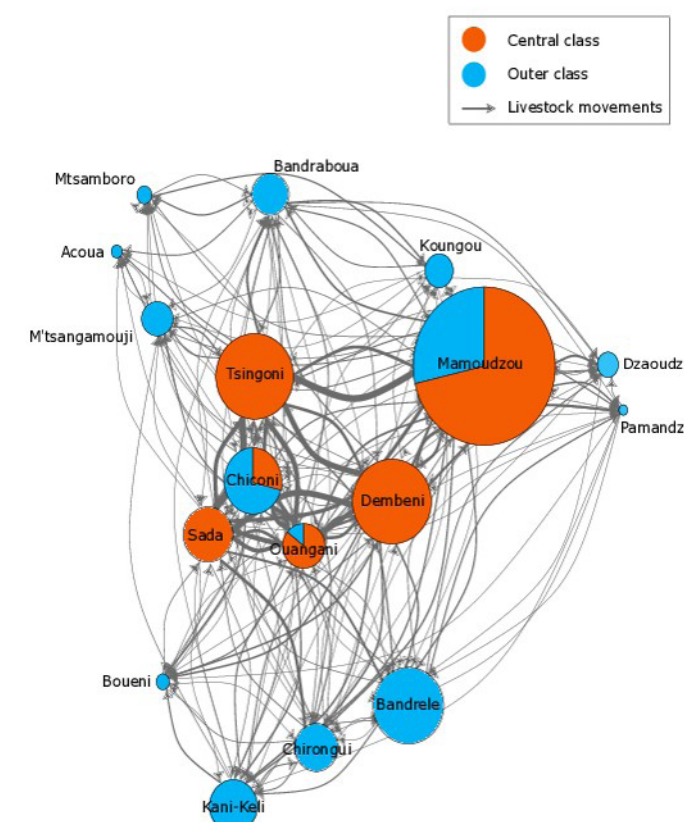 Central class
Outer class
Livestock movements
Bandraboua
Mtsamboro
Koungou
Acoua
M'tsangamouji
Mamoudzou
Dzaoudz
Tsingoni
Pamandz
Chiconi
Dembeni
Sada
Ouangani
Boueni
Bandrele
Chirongui
Kani-Keli